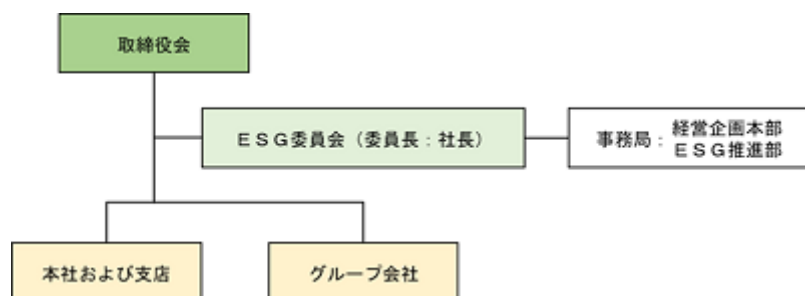 取締役会
ＥＳＧ委員会（委員長：社長）
事務局：経営企画本部
ＥＳＧ推進部
本社および支店
グループ会社